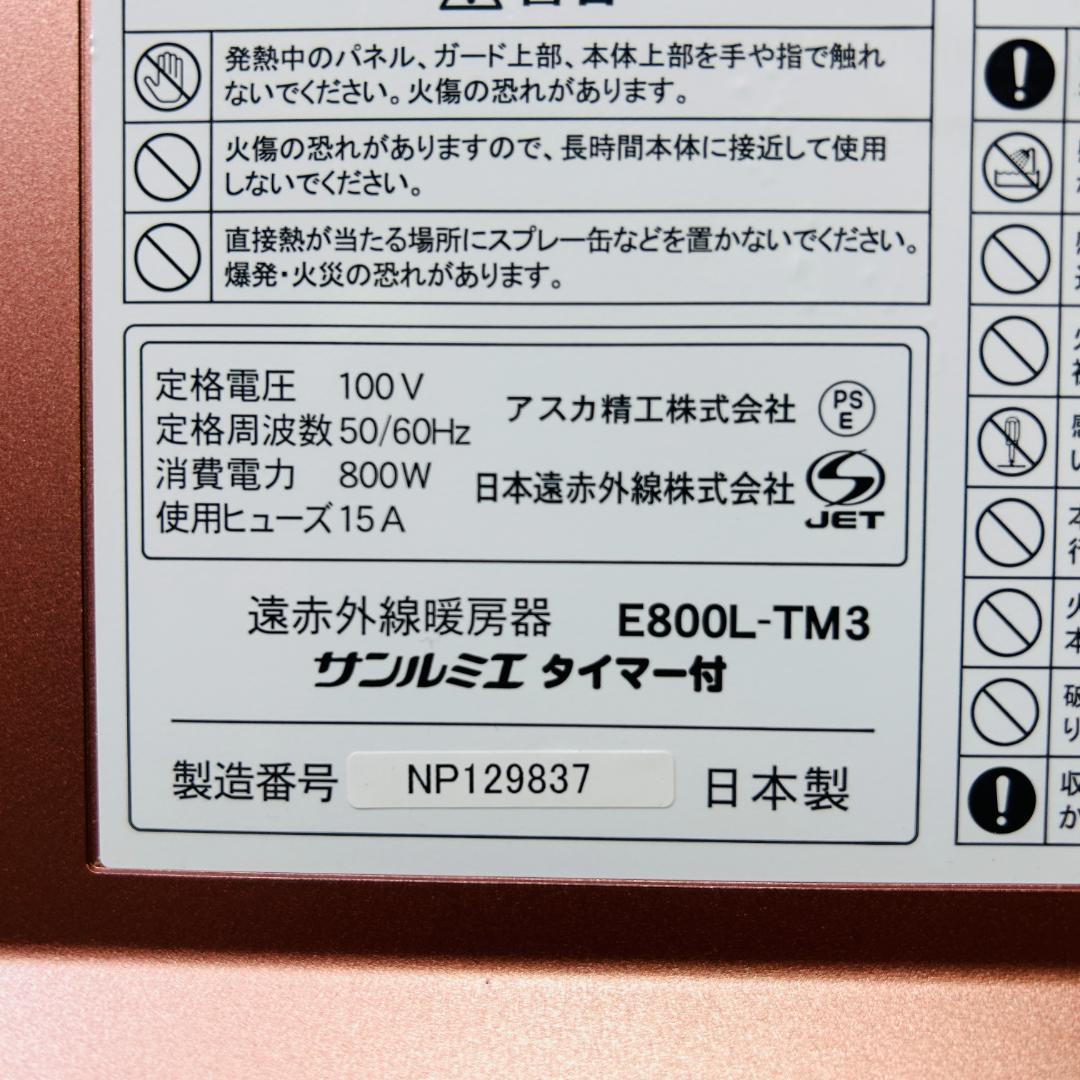 発熱中のパネル、ガード上部、本体上部を手や指で触れ
ないでください。火傷の恐れがあります。
火傷の恐れがありますので、長時間本体に接近して使用
しないでください。
直接熱が当たる場所にスプレー缶などを置かないでください。
爆発・火災の恐れがあります。
定格電圧 100V
定格周波数 50/60Hz
消費電力 800W
使用ヒューズ 15A
アスカ精工株式会社 PSE
日本遠赤外線株式会社 JET
遠赤外線暖房器 E800L-TM3
サンルミエ タイマー付
製造番号 NP129837 日本製